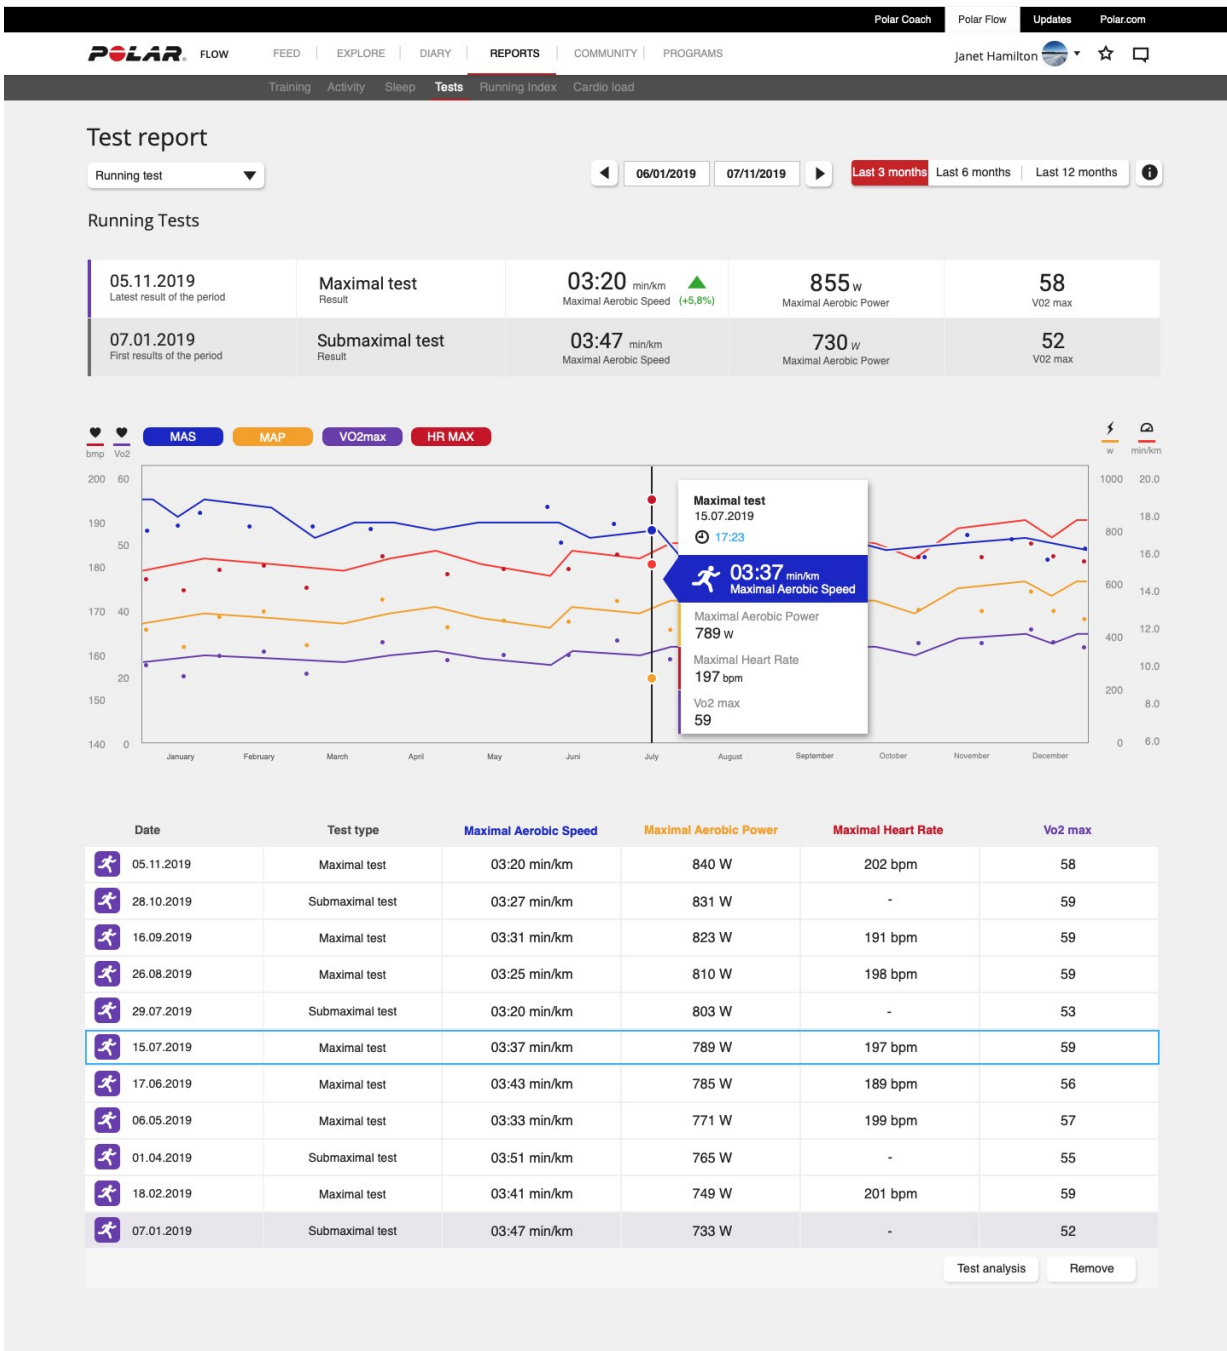 Polar Coach Polar Flow Updates Polar.com
POLAR. FLOW FEED EXPLORE DIARY REPORTS COMMUNITY PROGRAMS Janet Hamilton
Training Activity Sleep Tests Running Index Cardio load
Test report
Running test 06/01/2019 07/11/2019 Last 3 months Last 6 months Last 12 months
Running Tests
05.11.2019 Maximal test 03:20 min/km 855 w 58
Latest result of the period Result Maximal Aerobic Speed (+5,8%) Maximal Aerobic Power V02 max
07.01.2019 Submaximal test 03:47 min/km 730 w 52
First results of the period Result Maximal Aerobic Speed Maximal Aerobic Power V02 max
MAS MAP VO2max HR MAX
bmp Vo2 w min/km
200 60 1000 20.0
190 18.0
50 800
180 16.0
600 14.0
170 40
400 12.0
160 10.0
20 200
150 8.0
140 0 0 6.0
Maximal test
15.07.2019
17:23
03:37 min/km
Maximal Aerobic Speed
Maximal Aerobic Power
789 w
Maximal Heart Rate
197 bpm
Vo2 max
59
January February March April May Juni July August September October November December
Date Test type Maximal Aerobic Speed Maximal Aerobic Power Maximal Heart Rate Vo2 max
05.11.2019 Maximal test 03:20 min/km 840 W 202 bpm 58
28.10.2019 Submaximal test 03:27 min/km 831 W - 59
16.09.2019 Maximal test 03:31 min/km 823 W 191 bpm 59
26.08.2019 Maximal test 03:25 min/km 810 W 198 bpm 59
29.07.2019 Submaximal test 03:20 min/km 803 W - 53
15.07.2019 Maximal test 03:37 min/km 789 W 197 bpm 59
17.06.2019 Maximal test 03:43 min/km 785 W 189 bpm 56
06.05.2019 Maximal test 03:33 min/km 771 W 199 bpm 57
01.04.2019 Submaximal test 03:51 min/km 765 W - 55
18.02.2019 Maximal test 03:41 min/km 749 W 201 bpm 59
07.01.2019 Submaximal test 03:47 min/km 733 W - 52
Test analysis Remove